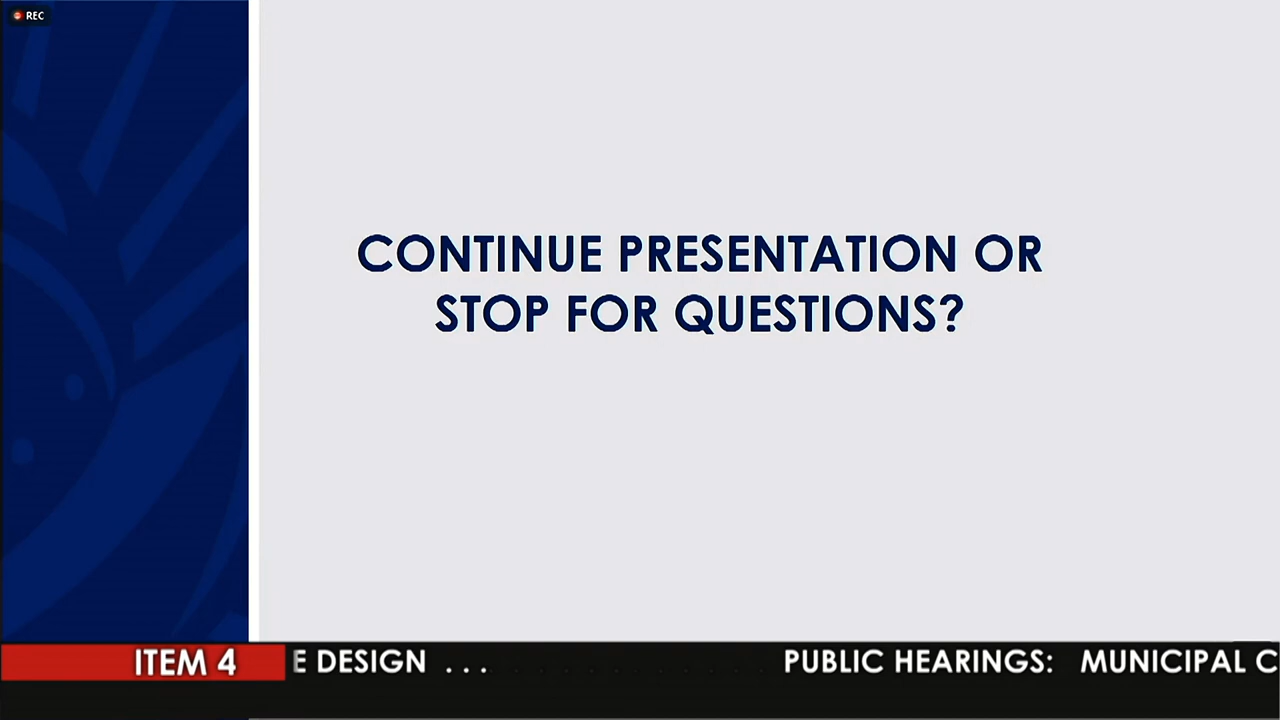 REC
CONTINUE PRESENTATION OR
STOP FOR QUESTIONS?
ITEM 4 E DESIGN ... PUBLIC HEARINGS: MUNICIPAL C